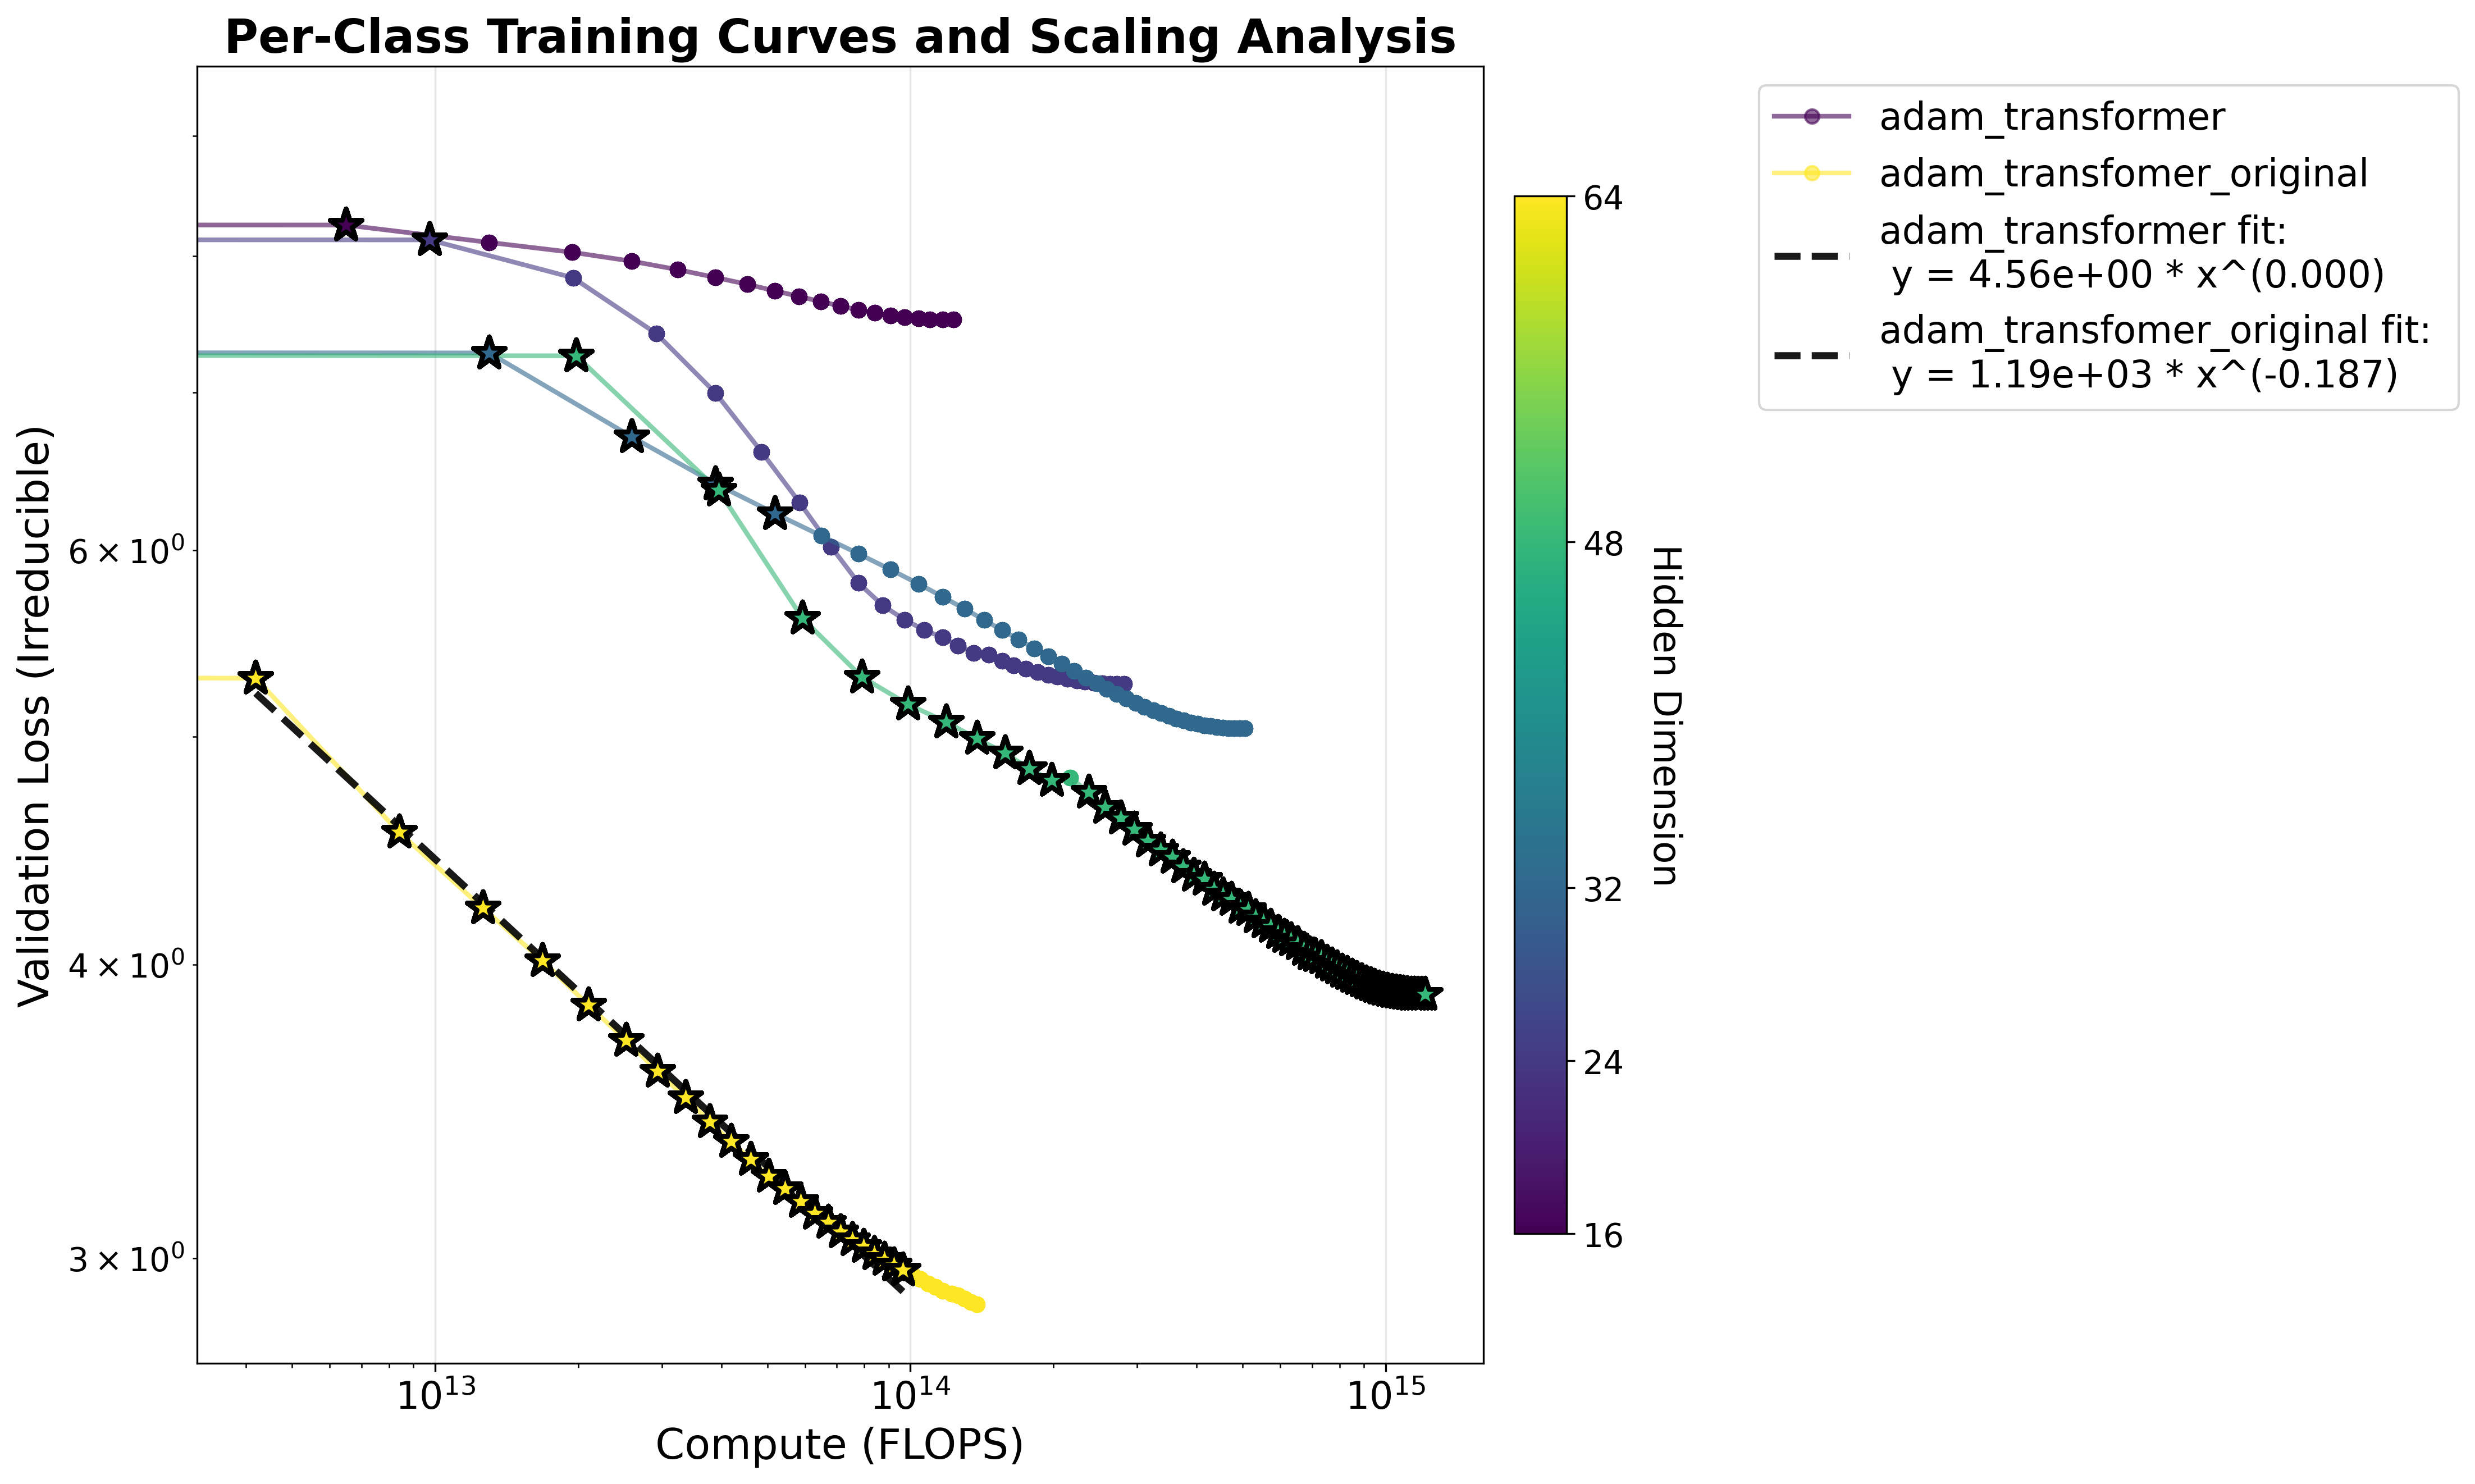 Per-Class Training Curves and Scaling Analysis
adam_transformer
adam_transfomer_original
adam_transformer fit:
y = 4.56e+00 * x^(0.000)
adam_transfomer_original fit:
y = 1.19e+03 * x^(-0.187)
Validation Loss (Irreducible)
6 × 10⁰
4 × 10⁰
3 × 10⁰
10¹³
10¹⁴
10¹⁵
Compute (FLOPS)
64
48
32
24
16
Hidden Dimension